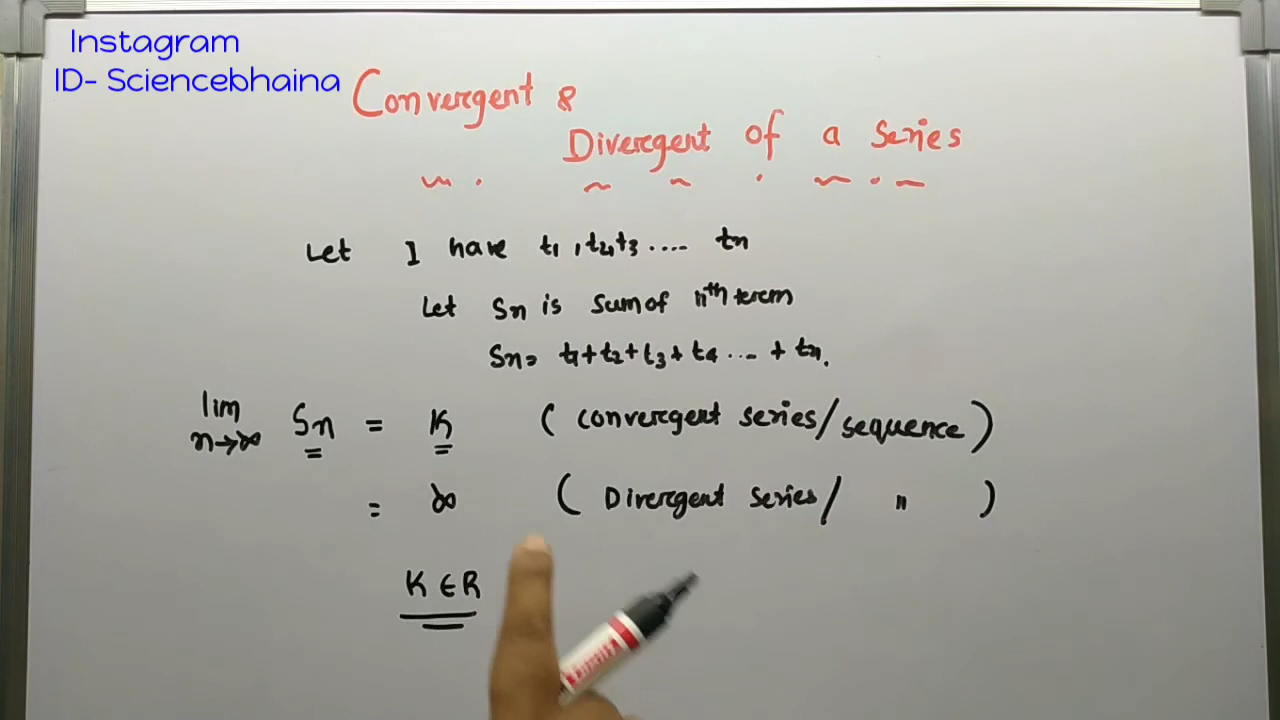 Instagram
ID- Sciencebhaina
Convergent &
Divergent of a series
Let I have t1, t2, t3 .... tn
Let Sn is sum of nth term
Sn = t1+t2+t3+t4 ... + tn.
lim n→∞ Sn = K (convergent series/sequence)
= ∞ (Divergent series/ " )
K ∈ R